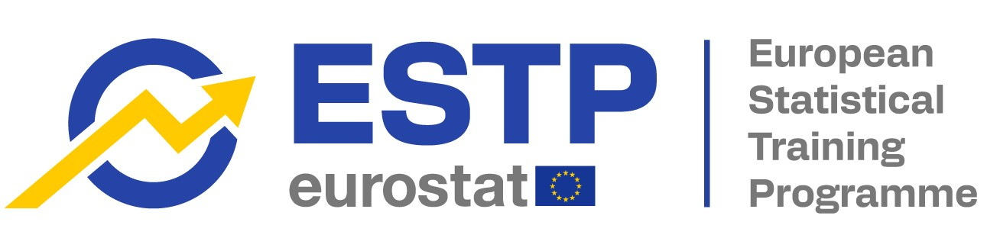 ESTP
eurostat
European
Statistical
Training
Programme